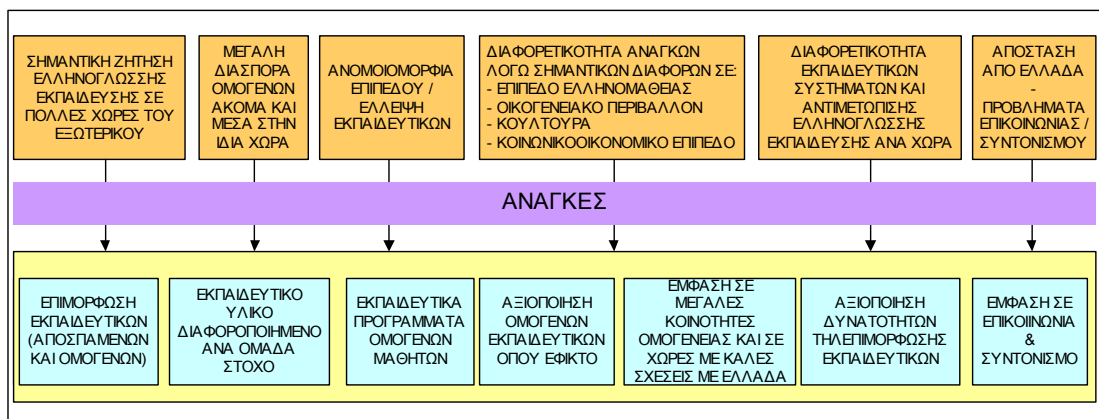 ΣΗΜΑΝΤΙΚΗ ΖΗΤΗΣΗ
ΕΛΛΗΝΟΓΛΩΣΣΗΣ
ΕΚΠΑΙΔΕΥΣΗΣ ΣΕ
ΠΟΛΛΕΣ ΧΩΡΕΣ ΤΟΥ
ΕΞΩΤΕΡΙΚΟΥ
ΜΕΓΑΛΗ
ΔΙΑΣΠΟΡΑ
ΟΜΟΓΕΝΩΝ
ΑΚΟΜΑ ΚΑΙ
ΜΕΣΑ ΣΤΗΝ
ΙΔΙΑ ΧΩΡΑ
ΑΝΟΜΟΙΟΜΟΡΦΙΑ
ΕΠΙΠΕΔΟΥ /
ΕΛΛΕΙΨΗ
ΕΚΠΑΙΔΕΥΤΙΚΩΝ
ΔΙΑΦΟΡΕΤΙΚΟΤΗΤΑ ΑΝΑΓΚΩΝ
ΛΟΓΩ ΣΗΜΑΝΤΙΚΩΝ ΔΙΑΦΟΡΩΝ ΣΕ:
- ΕΠΙΠΕΔΟ ΕΛΛΗΝΟΜΑΘΕΙΑΣ
- ΟΙΚΟΓΕΝΕΙΑΚΟ ΠΕΡΙΒΑΛΛΟΝ
- ΚΟΥΛΤΟΥΡΑ
- ΚΟΙΝΩΝΙΚΟΟΙΚΟΝΟΜΙΚΟ ΕΠΙΠΕΔΟ
ΔΙΑΦΟΡΕΤΙΚΟΤΗΤΑ
ΕΚΠΑΙΔΕΥΤΙΚΩΝ
ΣΥΣΤΗΜΑΤΩΝ ΚΑΙ
ΑΝΤΙΜΕΤΩΠΙΣΗΣ
ΕΛΛΗΝΟΓΛΩΣΣΗΣ
ΕΚΠΑΙΔΕΥΣΗΣ ΑΝΑ ΧΩΡΑ
ΑΠΟΣΤΑΣΗ
ΑΠΟ ΕΛΛΑΔΑ
-
ΠΡΟΒΛΗΜΑΤΑ
ΕΠΙΚΟΙΝΩΝΙΑΣ /
ΣΥΝΤΟΝΙΣΜΟΥ
ΑΝΑΓΚΕΣ
ΕΠΙΜΟΡΦΩΣΗ
ΕΚΠΑΙΔΕΥΤΙΚΩΝ
(ΑΠΟΣΠΑΜΕΝΩΝ
ΚΑΙ ΟΜΟΓΕΝΩΝ)
ΕΚΠΑΙΔΕΥΤΙΚΟ
ΥΛΙΚΟ
ΔΙΑΦΟΡΟΠΟΙΗΜΕΝΟ
ΑΝΑ ΟΜΑΔΑ
ΣΤΟΧΟ
ΕΚΠΑΙΔΕΥΤΙΚΑ
ΠΡΟΓΡΑΜΜΑΤΑ
ΟΜΟΓΕΝΩΝ
ΜΑΘΗΤΩΝ
ΑΞΙΟΠΟΙΗΣΗ
ΟΜΟΓΕΝΩΝ
ΕΚΠΑΙΔΕΥΤΙΚΩΝ
ΟΠΟΥ ΕΦΙΚΤΟ
ΕΜΦΑΣΗ ΣΕ
ΜΕΓΑΛΕΣ
ΚΟΙΝΟΤΗΤΕΣ
ΟΜΟΓΕΝΕΙΑΣ ΚΑΙ ΣΕ
ΧΩΡΕΣ ΜΕ ΚΑΛΕΣ
ΣΧΕΣΕΙΣ ΜΕ ΕΛΛΑΔΑ
ΑΞΙΟΠΟΙΗΣΗ
ΔΥΝΑΤΟΤΗΤΩΝ
ΤΗΛΕΠΙΜΟΡΦΩΣΗΣ
ΕΚΠΑΙΔΕΥΤΙΚΩΝ
ΕΜΦΑΣΗ ΣΕ
ΕΠΙΚΟΙΙΝΩΝΙΑ
&
ΣΥΝΤΟΝΙΣΜΟ